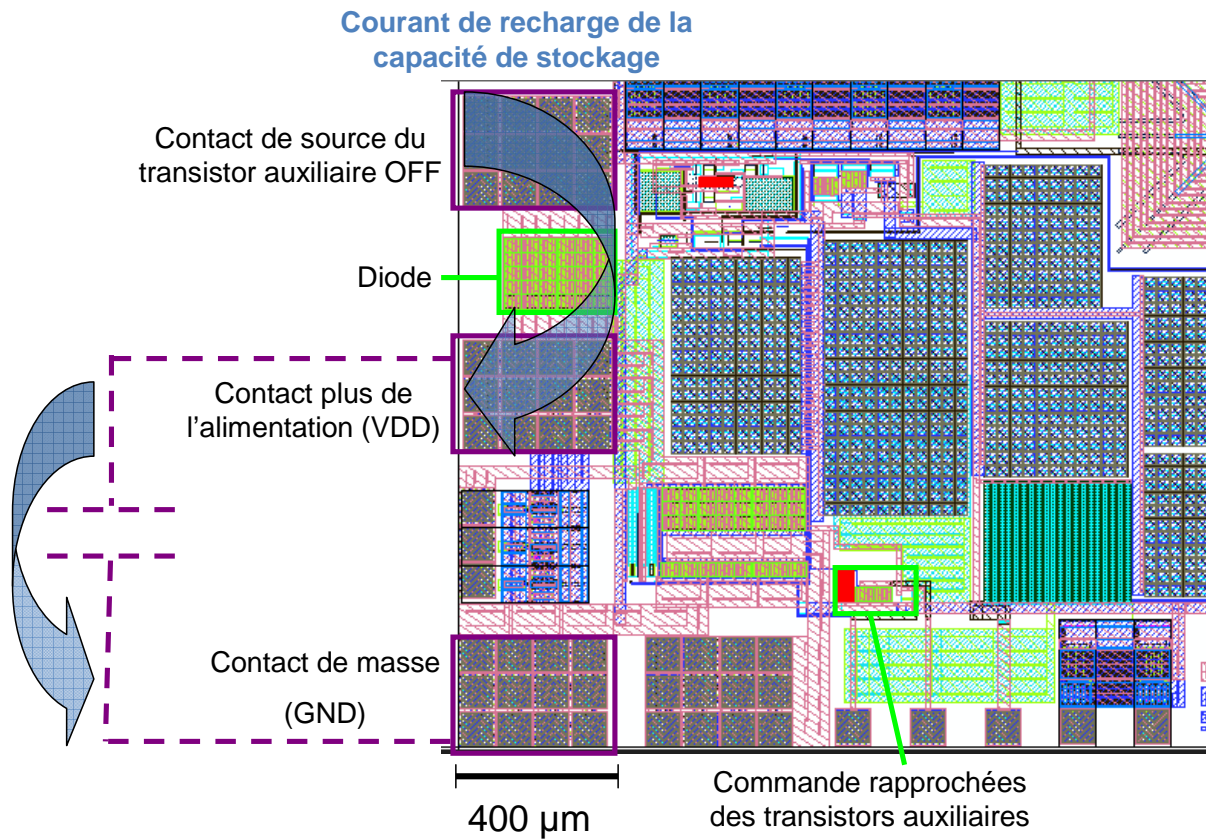 Courant de recharge de la
capacité de stockage
Contact de source du
transistor auxiliaire OFF
Diode
Contact plus de
l'alimentation (VDD)
Contact de masse
(GND)
400 µm
Commande rapprochées
des transistors auxiliaires